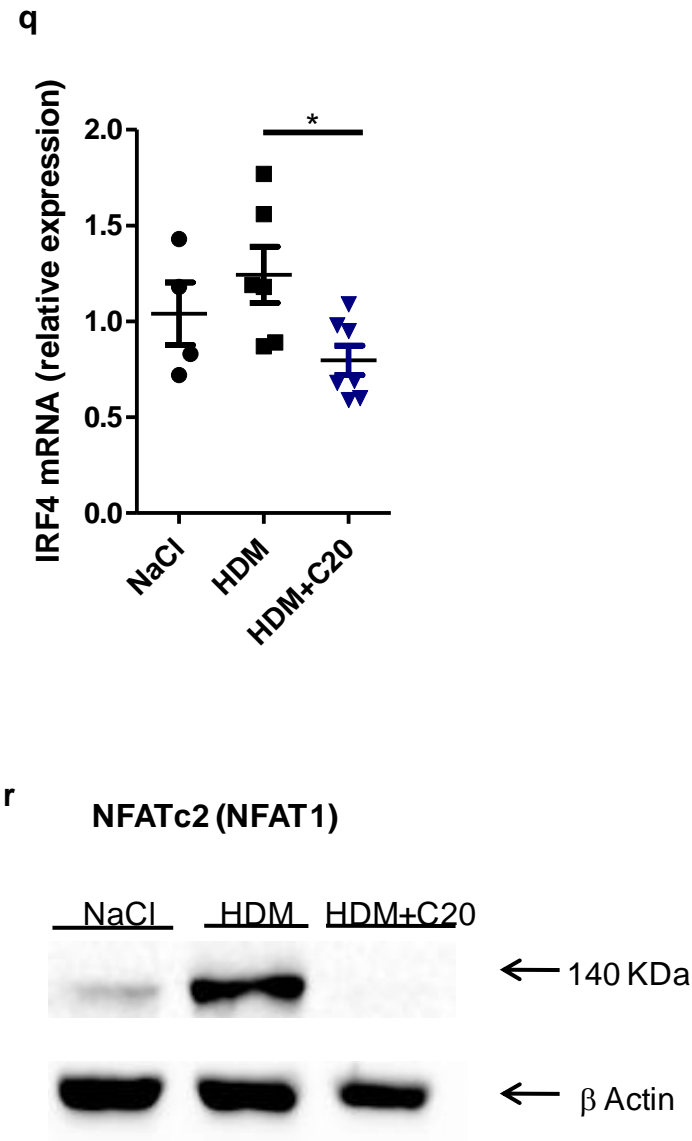 q
IRF4 mRNA (relative expression)
2.0
1.5
1.0
0.5
0.0
*
NaCl
HDM
HDM+C20
r
NFATc2 (NFAT1)
NaCl HDM HDM+C20
140 KDa
β Actin